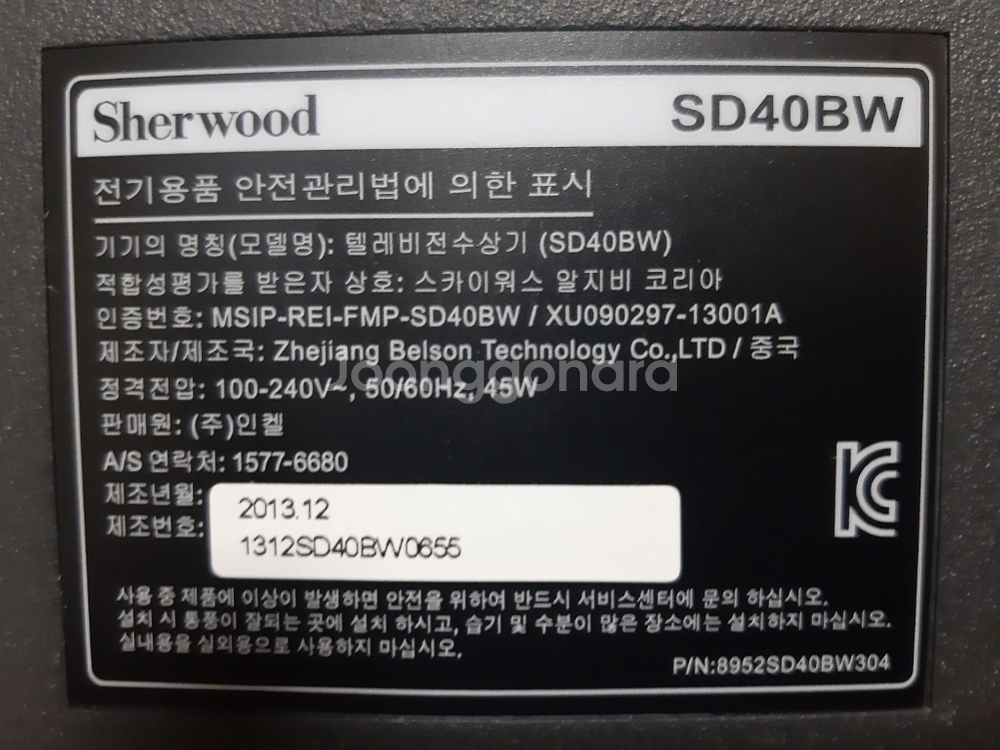 Sherwood SD40BW
전기용품 안전관리법에 의한 표시
기기의 명칭(모델명): 텔레비전수상기 (SD40BW)
적합성평가를 받은자 상호: 스카이워스 알지비 코리아
인증번호: MSIP-REI-FMP-SD40BW / XU090297-13001A
제조자/제조국: Zhejiang Belson Technology Co.,LTD / 중국
Joonggonara
정격전압: 100-240V~, 50/60Hz, 45W
판매원: (주)인켈
A/S 연락처: 1577-6680
제조년월: 2013.12
제조번호: 1312SD40BW0655
사용 중 제품에 이상이 발생하면 안전을 위하여 반드시 서비스센터에 문의 하십시오.
설치 시 통풍이 잘되는 곳에 설치 하시고, 습기 및 수분이 많은 장소에는 설치하지 마십시오.
실내용을 실외용으로 사용하지 마십시오.
P/N:8952SD40BW304